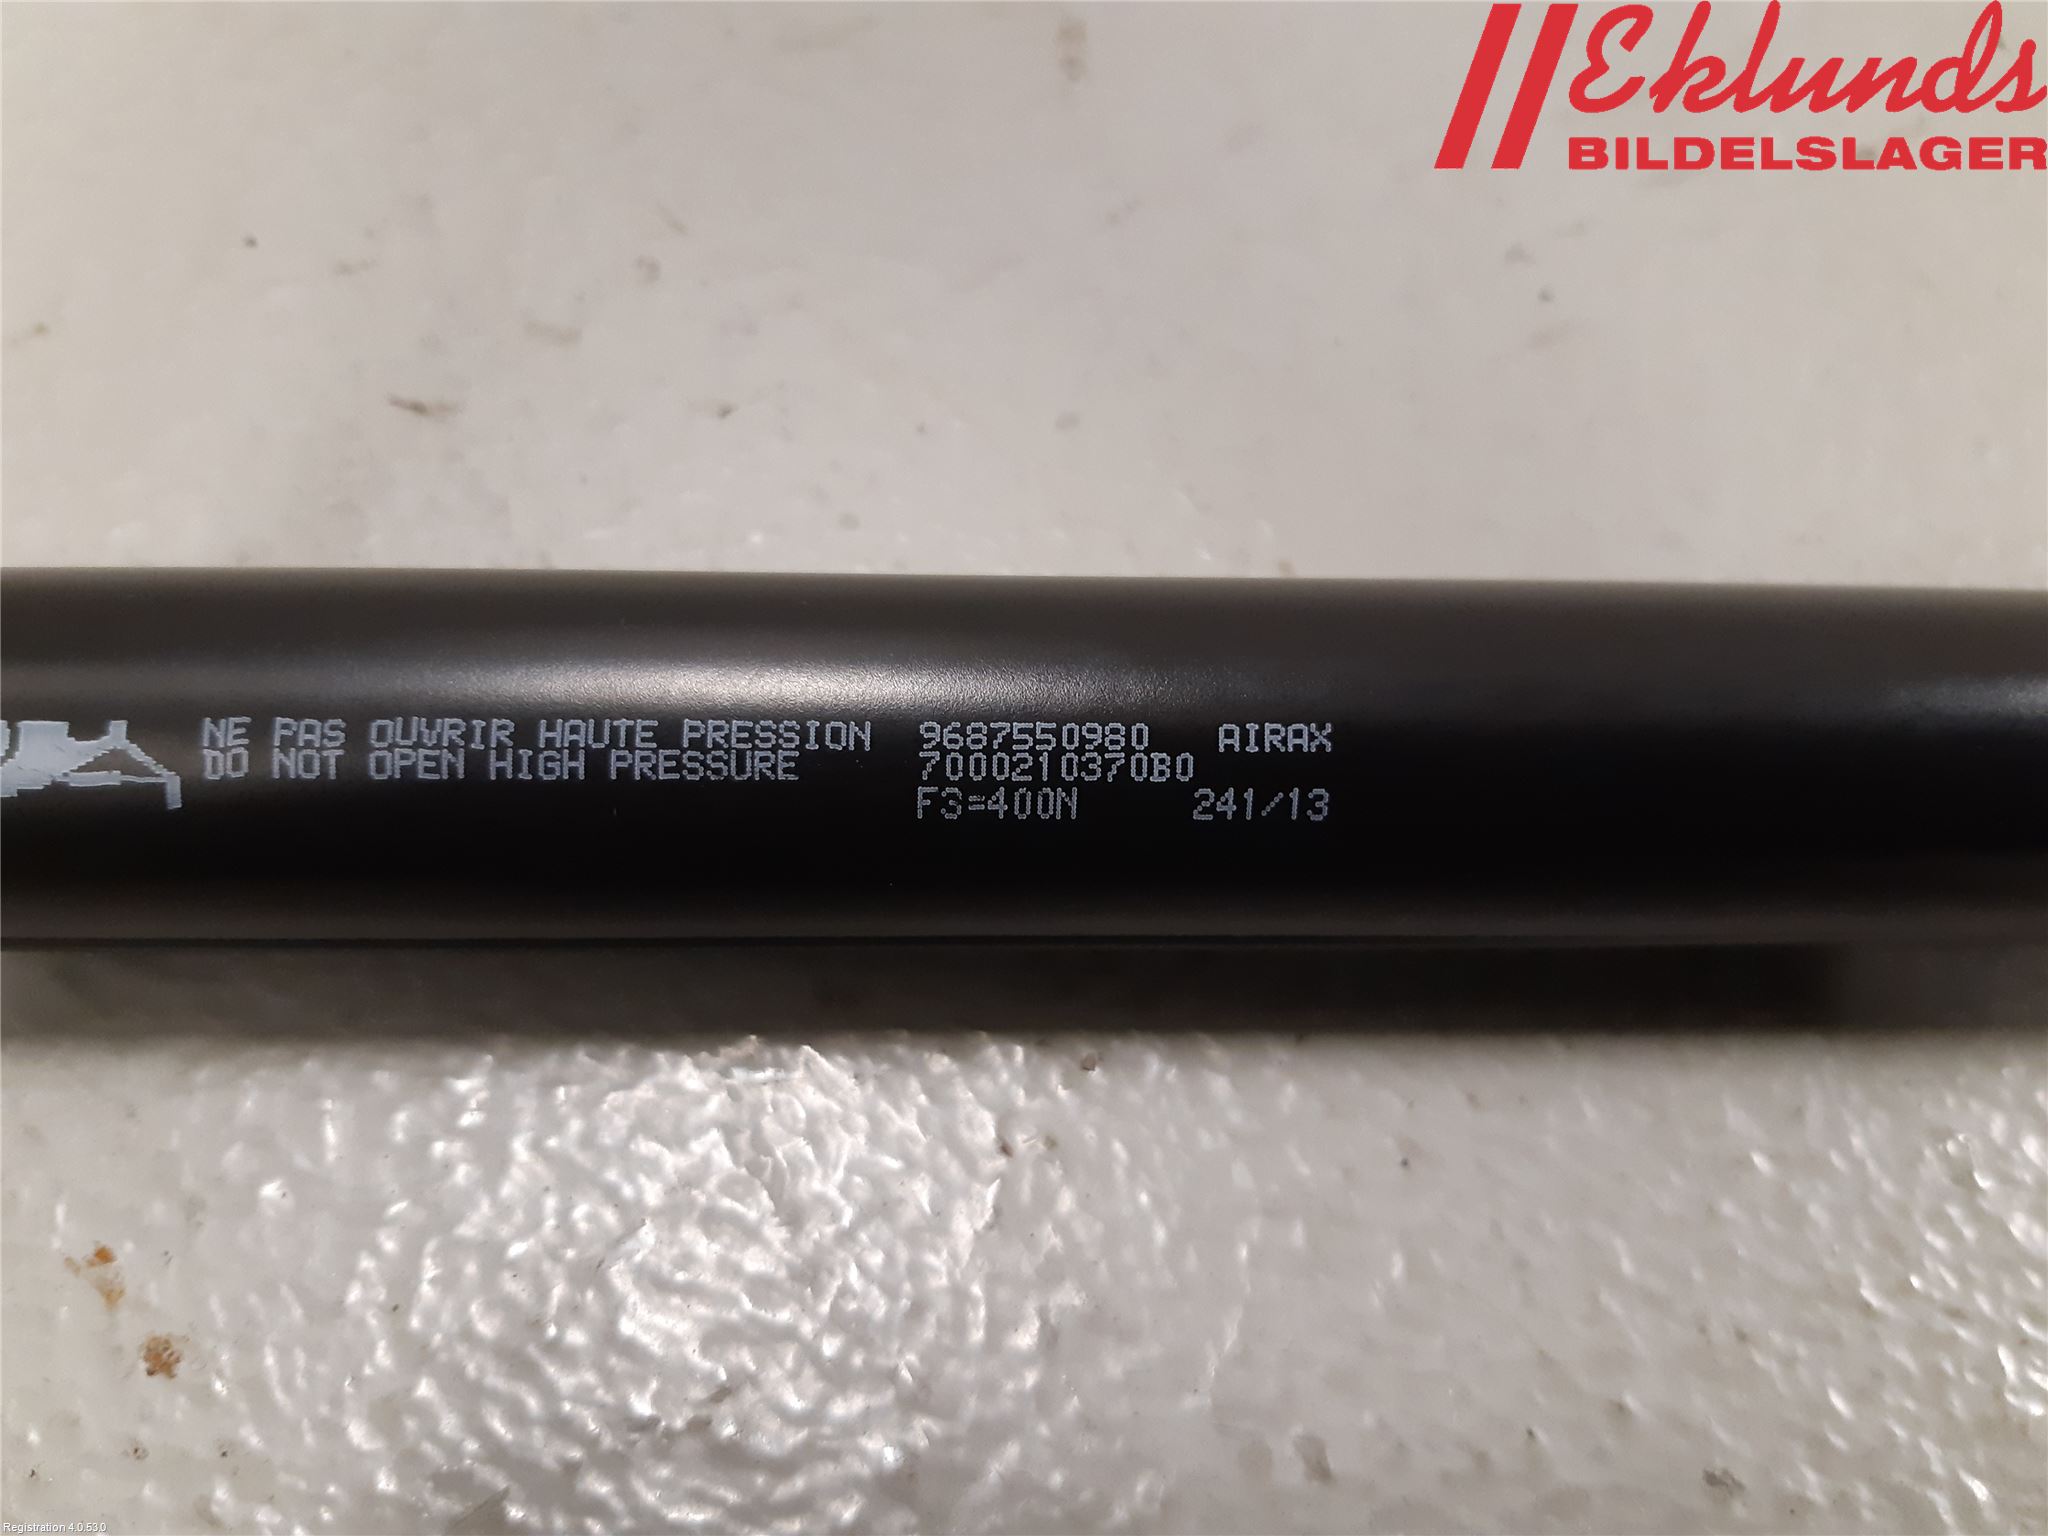 Eklunds
BILDELSLAGER
NE PAS OUVRIR HAUTE PRESSION 9687550980 AIRAX
DO NOT OPEN HIGH PRESSURE 7000210370B0
F3=400N 241/13
Registration 4.0.53.0